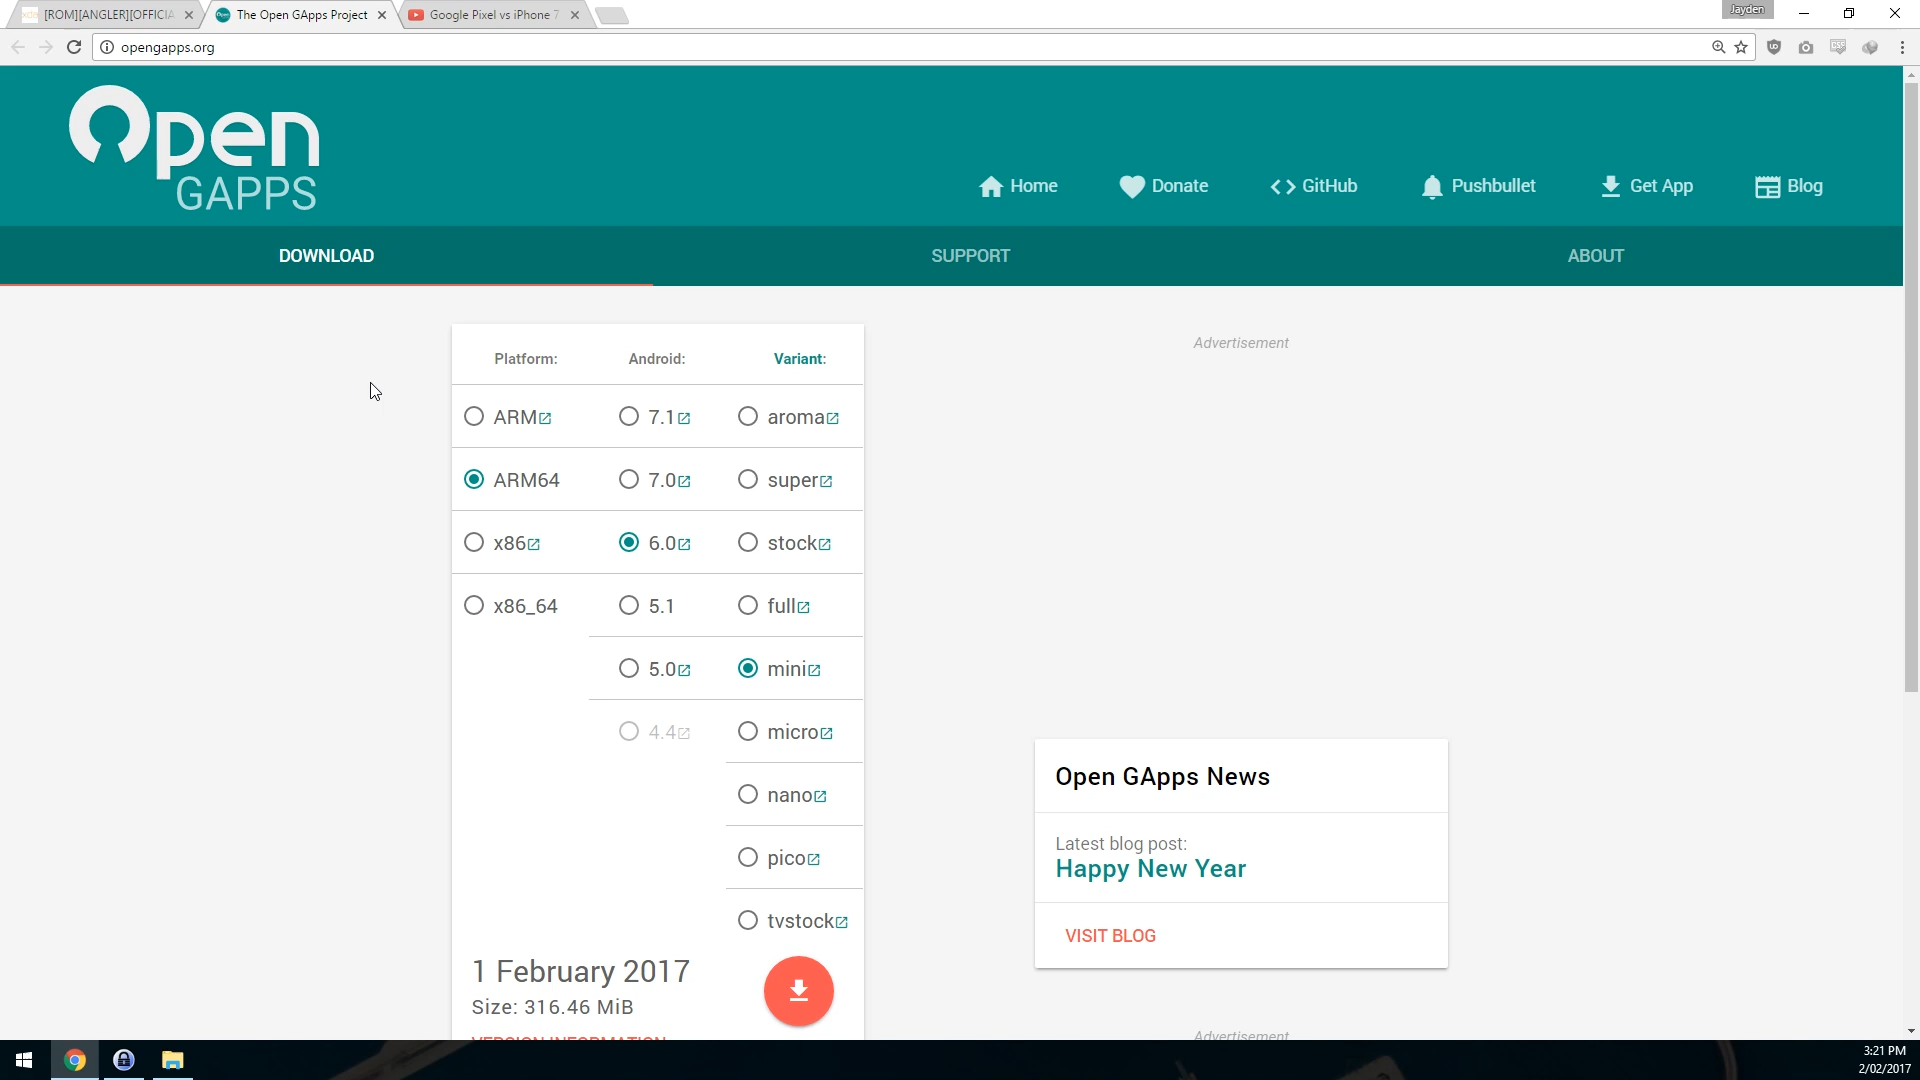 [ROM][ANGLER][OFFICIA
The Open GApps Project
Google Pixel vs iPhone 7
Jayden
opengapps.org
Open
GAPPS
Home
Donate
GitHub
Pushbullet
Get App
Blog
DOWNLOAD
SUPPORT
ABOUT
Platform: Android: Variant:
ARM 7.1 aroma
ARM64 7.0 super
x86 6.0 stock
x86_64 5.1 full
5.0 mini
4.4 micro
nano
pico
tvstock
1 February 2017
Size: 316.46 MiB
VERSION INFORMATION
Advertisement
Open GApps News
Latest blog post:
Happy New Year
VISIT BLOG
Advertisement
3:21 PM
2/02/2017